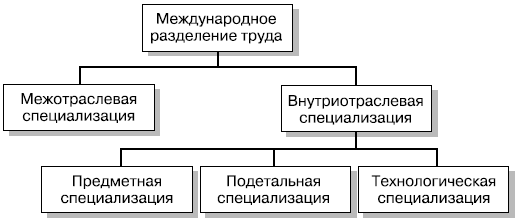 Международное
разделение труда
Межотраслевая
специализация
Внутриотраслевая
специализация
Предметная
специализация
Подетальная
специализация
Технологическая
специализация